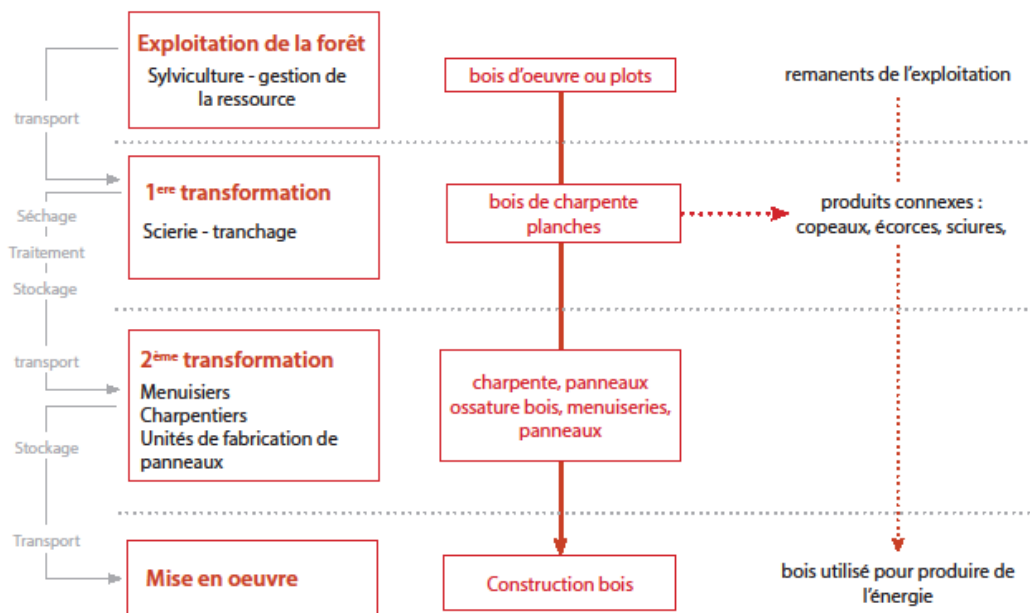 Exploitation de la forêt
Sylviculture - gestion de
la ressource
bois d'oeuvre ou plots
remanents de l'exploitation
transport
1ere transformation
Scierie - tranchage
bois de charpente
planches
produits connexes :
copeaux, écorces, sciures,
Séchage
Traitement
Stockage
transport
2ème transformation
Menuisiers
Charpentiers
Unités de fabrication de
panneaux
charpente, panneaux
ossature bois, menuiseries,
panneaux
Stockage
Transport
Mise en oeuvre
Construction bois
bois utilisé pour produire de
l'énergie